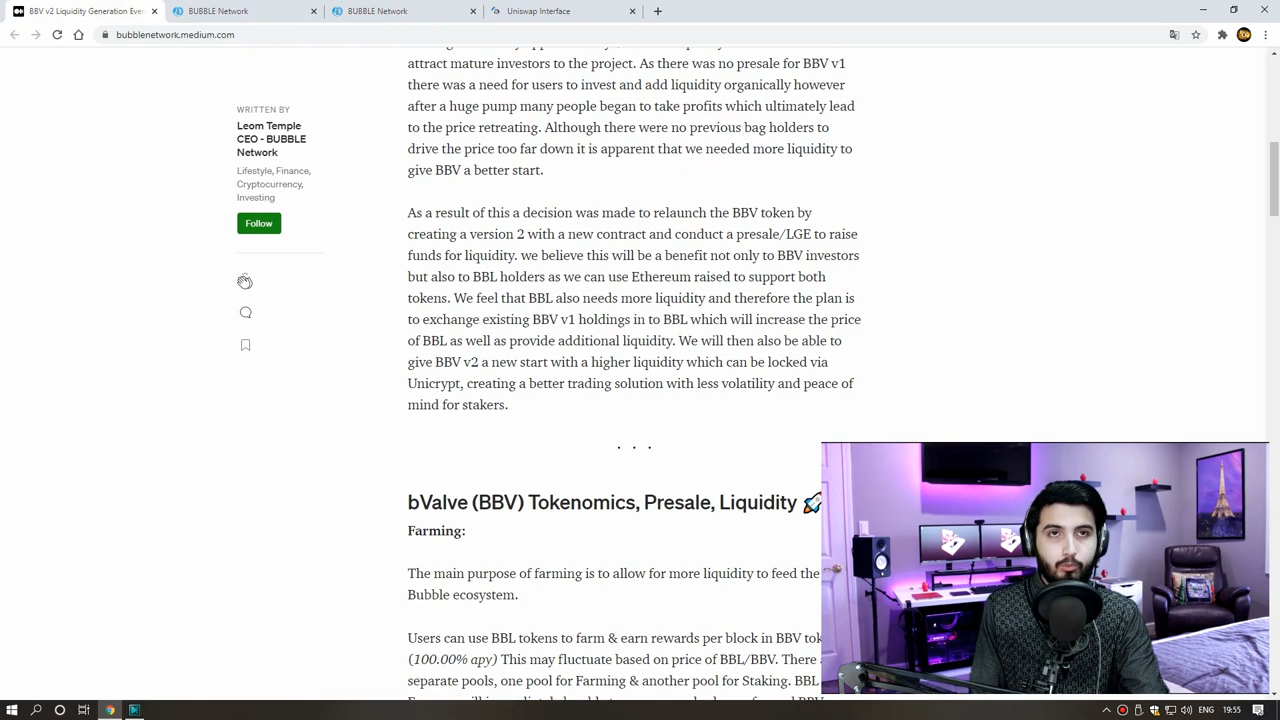 BBV v2 Liquidity Generation Eve
BUBBLE Network
BUBBLE Network
Uniswap Interface
bubblenetwork.medium.com
attract mature investors to the project. As there was no presale for BBV v1
there was a need for users to invest and add liquidity organically however
after a huge pump many people began to take profits which ultimately lead
to the price retreating. Although there were no previous bag holders to
drive the price too far down it is apparent that we needed more liquidity to
give BBV a better start.
WRITTEN BY
Leom Temple
CEO - BUBBLE
Network
Lifestyle, Finance,
Cryptocurrency,
Investing
Follow
As a result of this a decision was made to relaunch the BBV token by
creating a version 2 with a new contract and conduct a presale/LGE to raise
funds for liquidity. we believe this will be a benefit not only to BBV investors
but also to BBL holders as we can use Ethereum raised to support both
tokens. We feel that BBL also needs more liquidity and therefore the plan is
to exchange existing BBV v1 holdings in to BBL which will increase the price
of BBL as well as provide additional liquidity. We will then also be able to
give BBV v2 a new start with a higher liquidity which can be locked via
Unicrypt, creating a better trading solution with less volatility and peace of
mind for stakers.
. . .
bValve (BBV) Tokenomics, Presale, Liquidity 🚀
Farming:
The main purpose of farming is to allow for more liquidity to feed the
Bubble ecosystem.
Users can use BBL tokens to farm & earn rewards per block in BBV
(100.00% apy) This may fluctuate based on price of BBL/BBV. There
separate pools, one pool for Farming & another pool for Staking. BBL
ENG
19:55